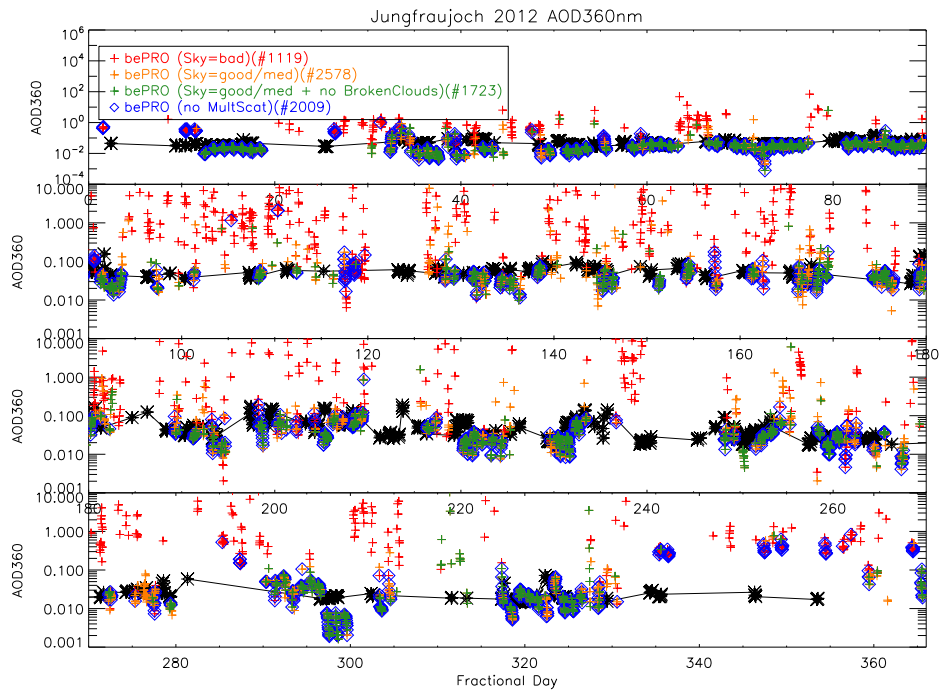 Jungfraujoch 2012 AOD360nm
10^6
10^4
10^2
10^0
10^-2
10^-4
AOD360
+ bePRO (Sky=bad)(#1119)
+ bePRO (Sky=good/med)(#2578)
+ bePRO (Sky=good/med + no BrokenClouds)(#1723)
◇ bePRO (no MultScat)(#2009)
0 20 40 60 80
10.000
1.000
0.100
0.010
0.001
AOD360
100 120 140 160 180
10.000
1.000
0.100
0.010
0.001
AOD360
180 200 220 240 260
10.000
1.000
0.100
0.010
0.001
AOD360
280 300 320 340 360
Fractional Day